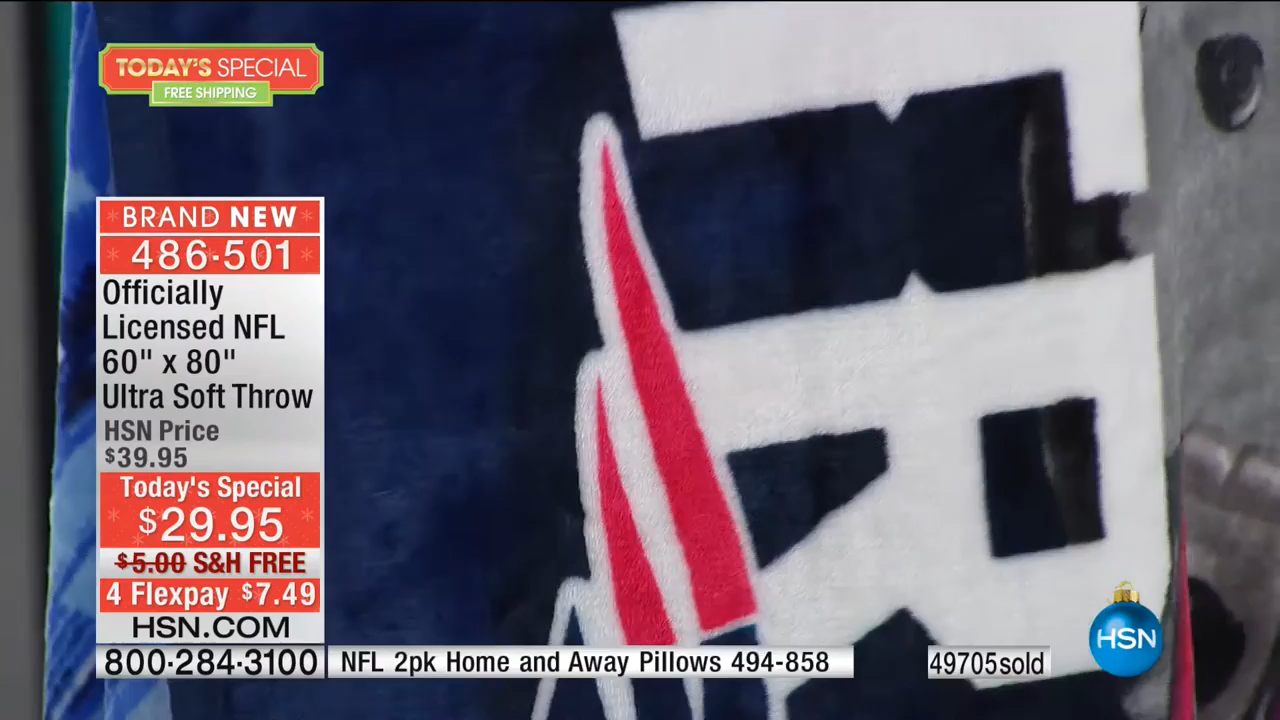 TODAY'S SPECIAL
FREE SHIPPING
BRAND NEW
486·501
Officially
Licensed NFL
60" x 80"
Ultra Soft Throw
HSN Price
$39.95
Today's Special
$29.95
$5.00 S&H FREE
4 Flexpay $7.49
HSN.COM
800·284·3100
NFL 2pk Home and Away Pillows 494-858
49705sold
HSN